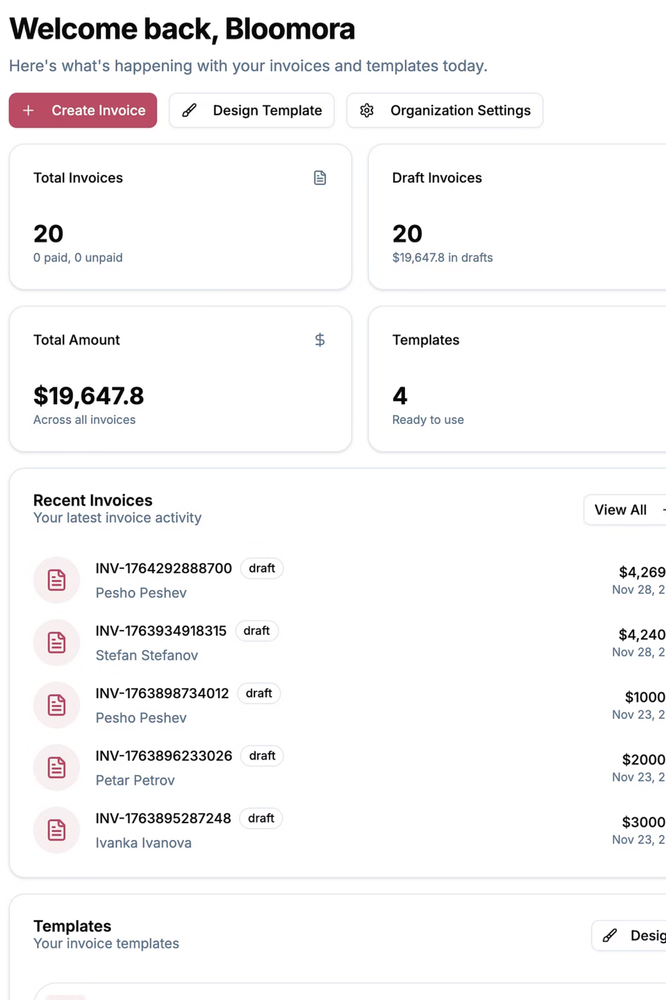 Welcome back, Bloomora
Here's what's happening with your invoices and templates today.
Create Invoice
Design Template
Organization Settings
Total Invoices
20
0 paid, 0 unpaid
Draft Invoices
20
$19,647.8 in drafts
Total Amount
$
$19,647.8
Across all invoices
Templates
4
Ready to use
Recent Invoices
Your latest invoice activity
View All
INV-1764292888700 draft
Pesho Peshev
$4,269
Nov 28, 2
INV-1763934918315 draft
Stefan Stefanov
$4,240
Nov 28, 2
INV-1763898734012 draft
Pesho Peshev
$1000
Nov 23, 2
INV-1763896233026 draft
Petar Petrov
$2000
Nov 23, 2
INV-1763895287248 draft
Ivanka Ivanova
$3000
Nov 23, 2
Templates
Your invoice templates
Desig